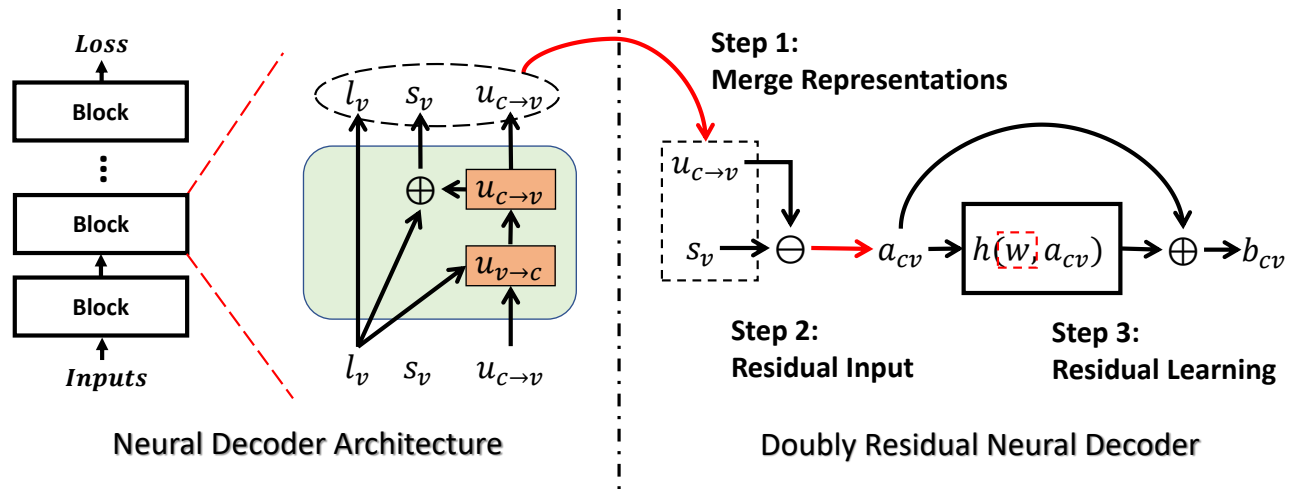 Loss
Block
⋮
Block
Block
Inputs
l_v s_v u_{c→v}
⊕ u_{c→v}
u_{v→c}
l_v s_v u_{c→v}
Neural Decoder Architecture
Step 1:
Merge Representations
u_{c→v}
s_v ⊖ a_{cv} h(w, a_{cv}) ⊕ b_{cv}
Step 2:
Residual Input
Step 3:
Residual Learning
Doubly Residual Neural Decoder